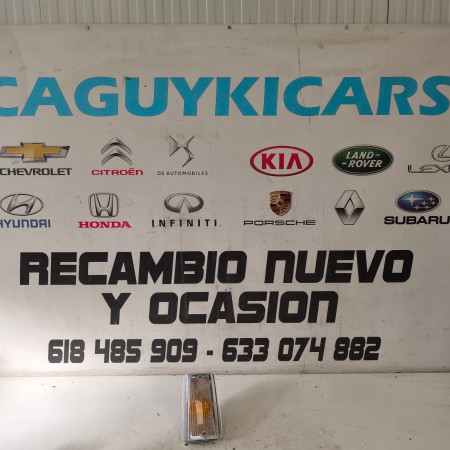 CAGUYKICARS
CHEVROLET CITROËN DS AUTOMOBILES KIA LAND-ROVER LEXUS
HYUNDAI HONDA INFINITI PORSCHE SUBARU
RECAMBIO NUEVO
Y OCASION
618 485 909 - 633 074 882